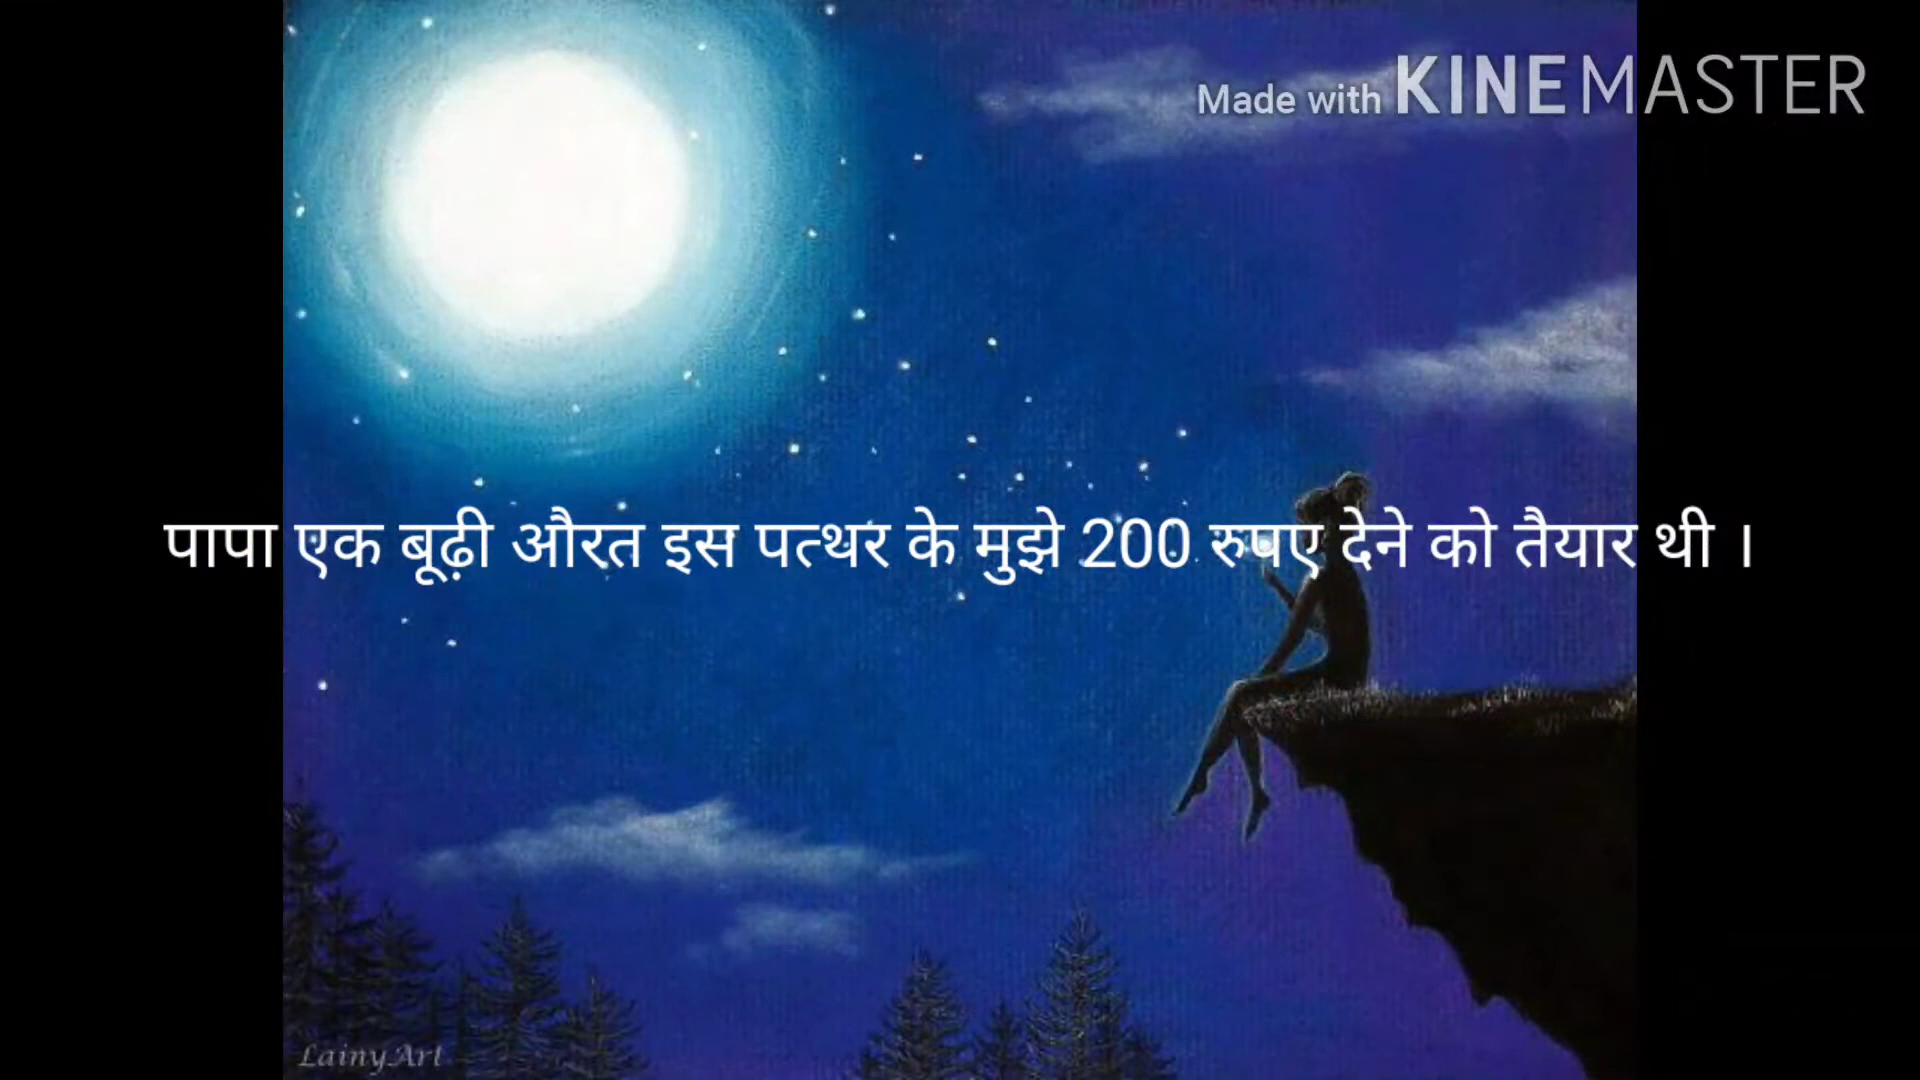 Made with KINEMASTER
पापा एक बूढ़ी औरत इस पत्थर के मुझे 200 रुपए देने को तैयार थी ।
LainyArt